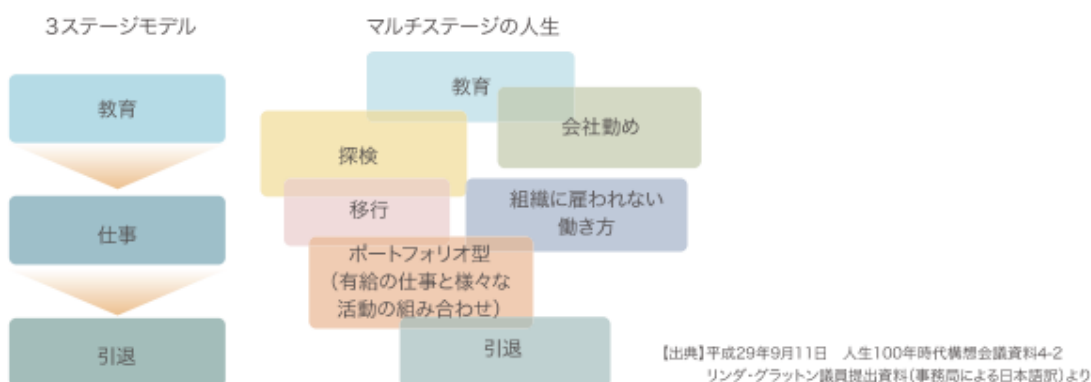 3ステージモデル
教育
仕事
引退
マルチステージの人生
教育
会社勤め
探検
組織に雇われない
働き方
移行
ポートフォリオ型
（有給の仕事と様々な
活動の組み合わせ）
引退
【出典】平成29年9月11日　人生100年時代構想会議資料4-2
リンダ・グラットン議員提出資料（事務局による日本語訳）より